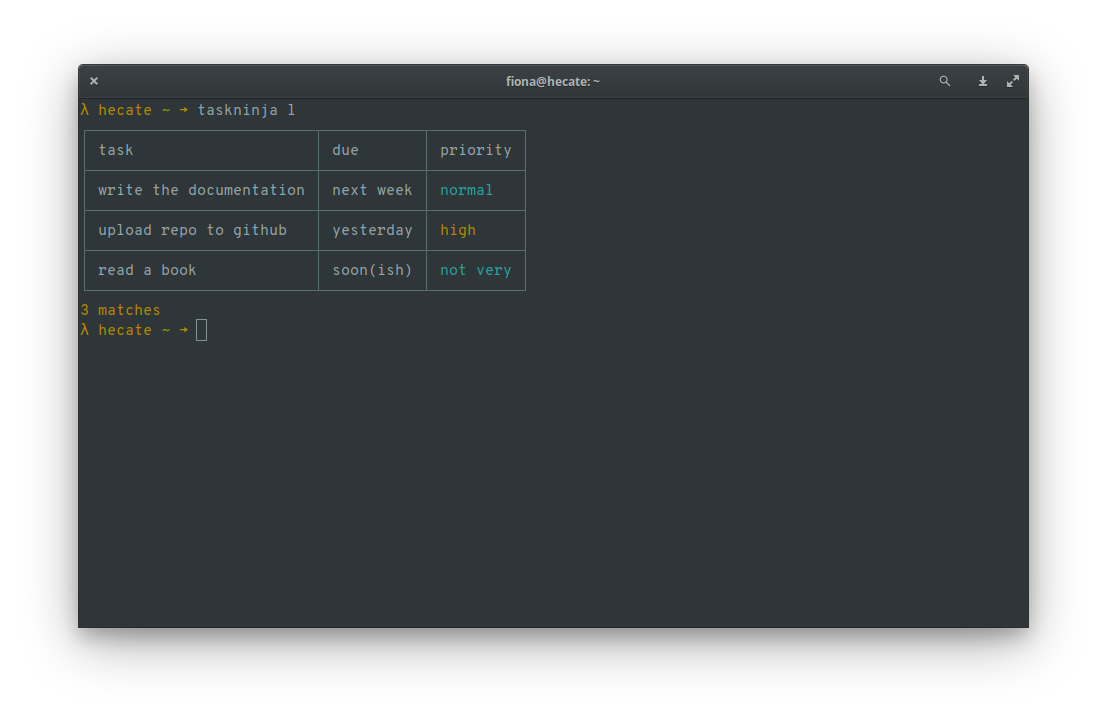 fiona@hecate: ~
λ hecate ~ → taskninja l
task due priority
write the documentation next week normal
upload repo to github yesterday high
read a book soon(ish) not very
3 matches
λ hecate ~ →